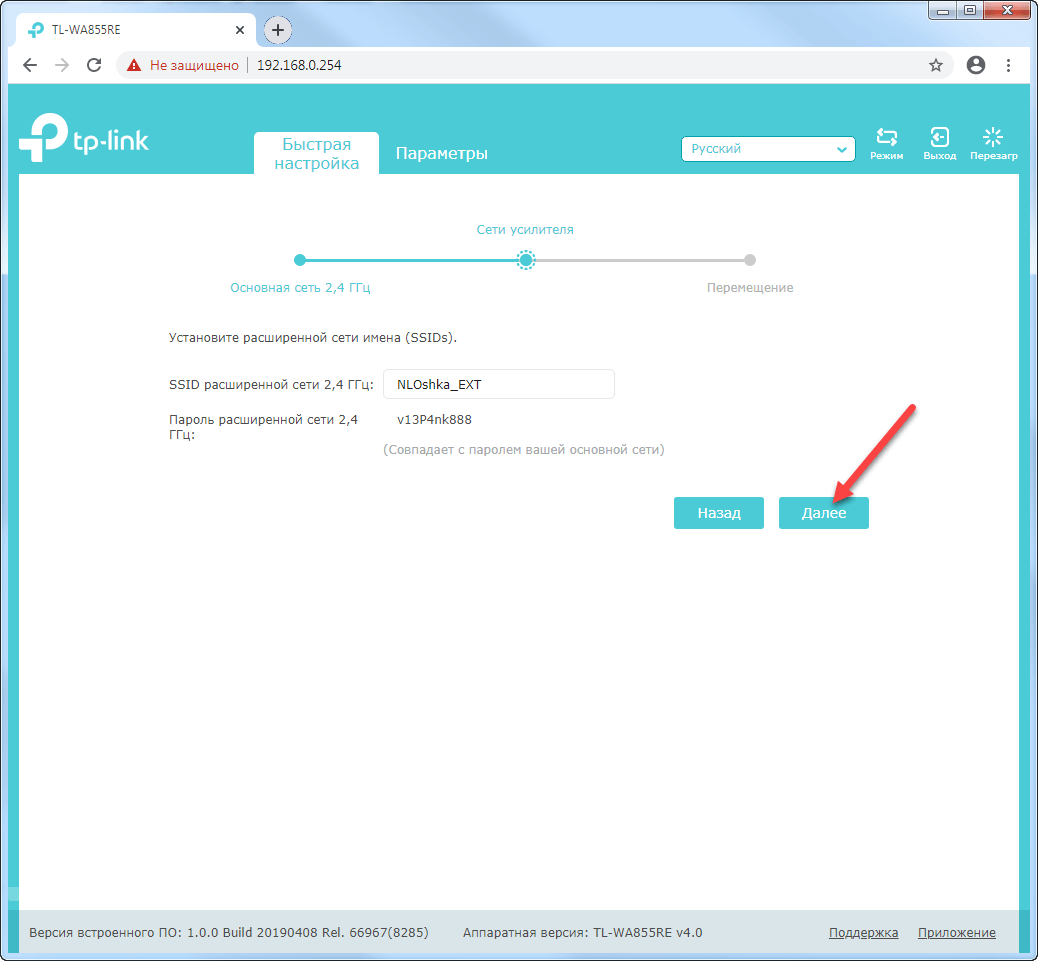 TL-WA855RE
Не защищено 192.168.0.254
tp-link
Быстрая
настройка
Параметры
Русский
Режим
Выход
Перезагр
Сети усилителя
Основная сеть 2,4 ГГц
Перемещение
Установите расширенной сети имена (SSIDs).
SSID расширенной сети 2,4 ГГц: NLOshka_EXT
Пароль расширенной сети 2,4 v13P4nk888
ГГц:
(Совпадает с паролем вашей основной сети)
Назад Далее
Версия встроенного ПО: 1.0.0 Build 20190408 Rel. 66967(8285) Аппаратная версия: TL-WA855RE v4.0 Поддержка Приложение